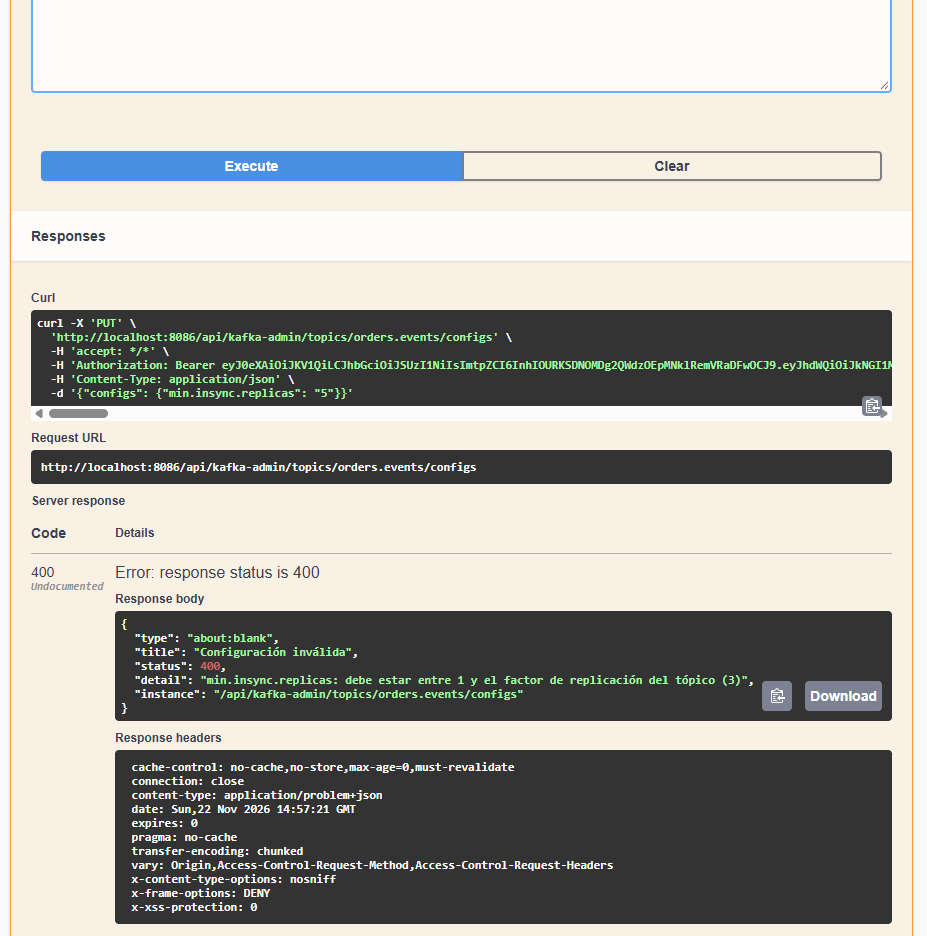 Execute
Clear
Responses
Curl
curl -X 'PUT' \
'http://localhost:8086/api/kafka-admin/topics/orders.events/configs' \
-H 'accept: */*' \
-H 'Authorization: Bearer eyJ0eXAiOiJKV1QiLCJhbGciOiJSUzI1NiIsImtpZCI6InhIOURKSDNOMDg2QWdzOEpMNklRemVRaDFwOCJ9.eyJhdWQiOiJkNGI1M
-H 'Content-Type: application/json' \
-d '{"configs": {"min.insync.replicas": "5"}}'
Request URL
http://localhost:8086/api/kafka-admin/topics/orders.events/configs
Server response
Code
Details
400
Undocumented
Error: response status is 400
Response body
{
"type": "about:blank",
"title": "Configuración inválida",
"status": 400,
"detail": "min.insync.replicas: debe estar entre 1 y el factor de replicación del tópico (3)",
"instance": "/api/kafka-admin/topics/orders.events/configs"
}
Download
Response headers
cache-control: no-cache,no-store,max-age=0,must-revalidate
connection: close
content-type: application/problem+json
date: Sun,22 Nov 2026 14:57:21 GMT
expires: 0
pragma: no-cache
transfer-encoding: chunked
vary: Origin,Access-Control-Request-Method,Access-Control-Request-Headers
x-content-type-options: nosniff
x-frame-options: DENY
x-xss-protection: 0